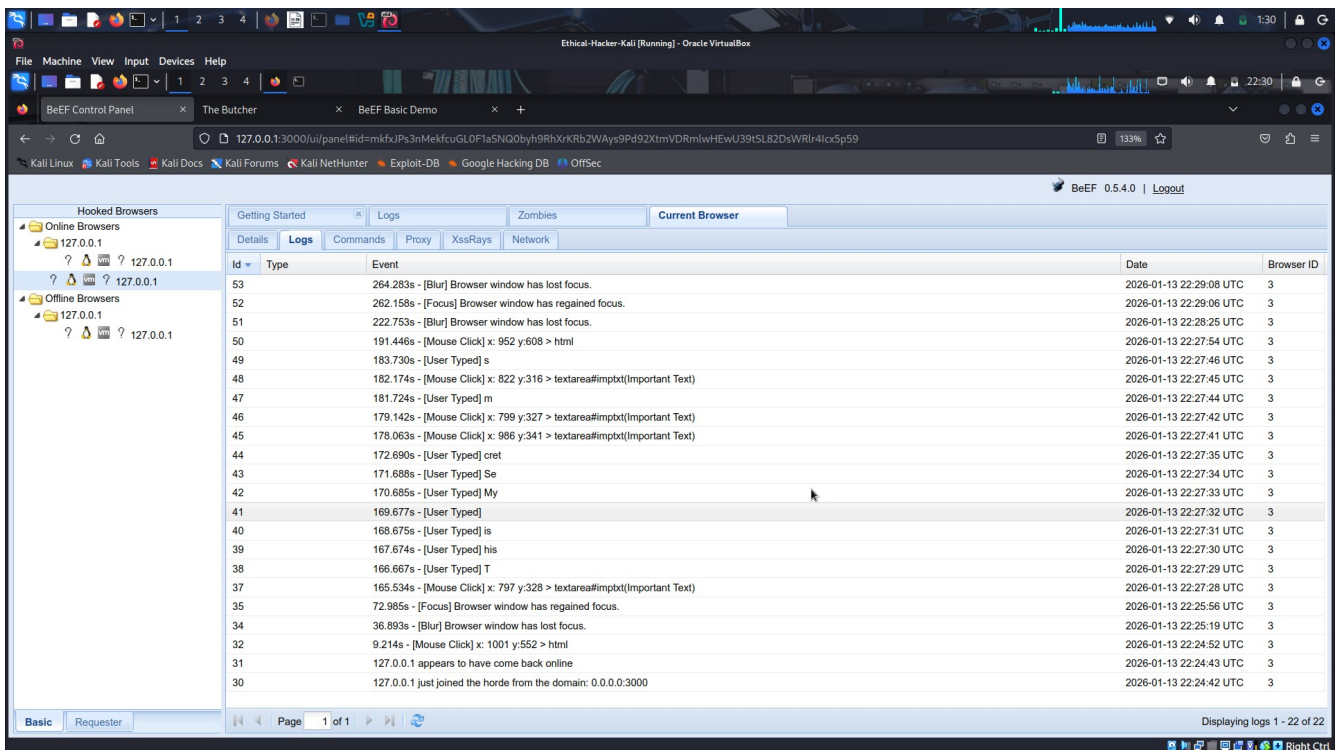 1 2 3 4
1:30
Ethical-Hacker-Kali [Running] - Oracle VirtualBox
File Machine View Input Devices Help
1 2 3 4
22:30
BeEF Control Panel × The Butcher × BeEF Basic Demo × +
127.0.0.1:3000/ui/panel#id=mkfxJPs3nMekfcuGL0F1aSNQ0byh9RhXrKRb2WAys9Pd92XtmVDRmlwHEwU39tSL82DsWRlr4Icx5p59 133%
Kali Linux Kali Tools Kali Docs Kali Forums Kali NetHunter Exploit-DB Google Hacking DB OffSec
BeEF 0.5.4.0 | Logout
Hooked Browsers
Online Browsers
127.0.0.1
? ? 127.0.0.1
? ? 127.0.0.1
Offline Browsers
127.0.0.1
? ? 127.0.0.1
Getting Started Logs Zombies Current Browser
Details Logs Commands Proxy XssRays Network
Id Type Event Date Browser ID
53 264.283s - [Blur] Browser window has lost focus. 2026-01-13 22:29:08 UTC 3
52 262.158s - [Focus] Browser window has regained focus. 2026-01-13 22:29:06 UTC 3
51 222.753s - [Blur] Browser window has lost focus. 2026-01-13 22:28:25 UTC 3
50 191.446s - [Mouse Click] x: 952 y:608 > html 2026-01-13 22:27:54 UTC 3
49 183.730s - [User Typed] s 2026-01-13 22:27:46 UTC 3
48 182.174s - [Mouse Click] x: 822 y:316 > textarea#imptxt(Important Text) 2026-01-13 22:27:45 UTC 3
47 181.724s - [User Typed] m 2026-01-13 22:27:44 UTC 3
46 179.142s - [Mouse Click] x: 799 y:327 > textarea#imptxt(Important Text) 2026-01-13 22:27:42 UTC 3
45 178.063s - [Mouse Click] x: 986 y:341 > textarea#imptxt(Important Text) 2026-01-13 22:27:41 UTC 3
44 172.690s - [User Typed] cret 2026-01-13 22:27:35 UTC 3
43 171.688s - [User Typed] Se 2026-01-13 22:27:34 UTC 3
42 170.685s - [User Typed] My 2026-01-13 22:27:33 UTC 3
41 169.677s - [User Typed] 2026-01-13 22:27:32 UTC 3
40 168.675s - [User Typed] is 2026-01-13 22:27:31 UTC 3
39 167.674s - [User Typed] his 2026-01-13 22:27:30 UTC 3
38 166.667s - [User Typed] T 2026-01-13 22:27:29 UTC 3
37 165.534s - [Mouse Click] x: 797 y:328 > textarea#imptxt(Important Text) 2026-01-13 22:27:28 UTC 3
35 72.985s - [Focus] Browser window has regained focus. 2026-01-13 22:25:56 UTC 3
34 36.893s - [Blur] Browser window has lost focus. 2026-01-13 22:25:19 UTC 3
32 9.214s - [Mouse Click] x: 1001 y:552 > html 2026-01-13 22:24:52 UTC 3
31 127.0.0.1 appears to have come back online 2026-01-13 22:24:43 UTC 3
30 127.0.0.1 just joined the horde from the domain: 0.0.0.0:3000 2026-01-13 22:24:42 UTC 3
Basic Requester
Page 1 of 1 Displaying logs 1 - 22 of 22
Right Ctrl